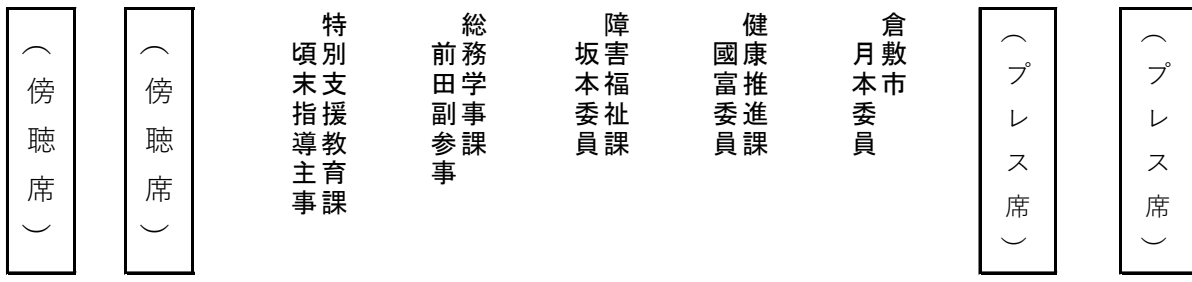 （プレス席）
（プレス席）
倉敷市
月本委員
健康推進課
國富委員
障害福祉課
坂本委員
総務学事課
前田副参事
特別支援教育課
頃末指導主事
（傍聴席）
（傍聴席）